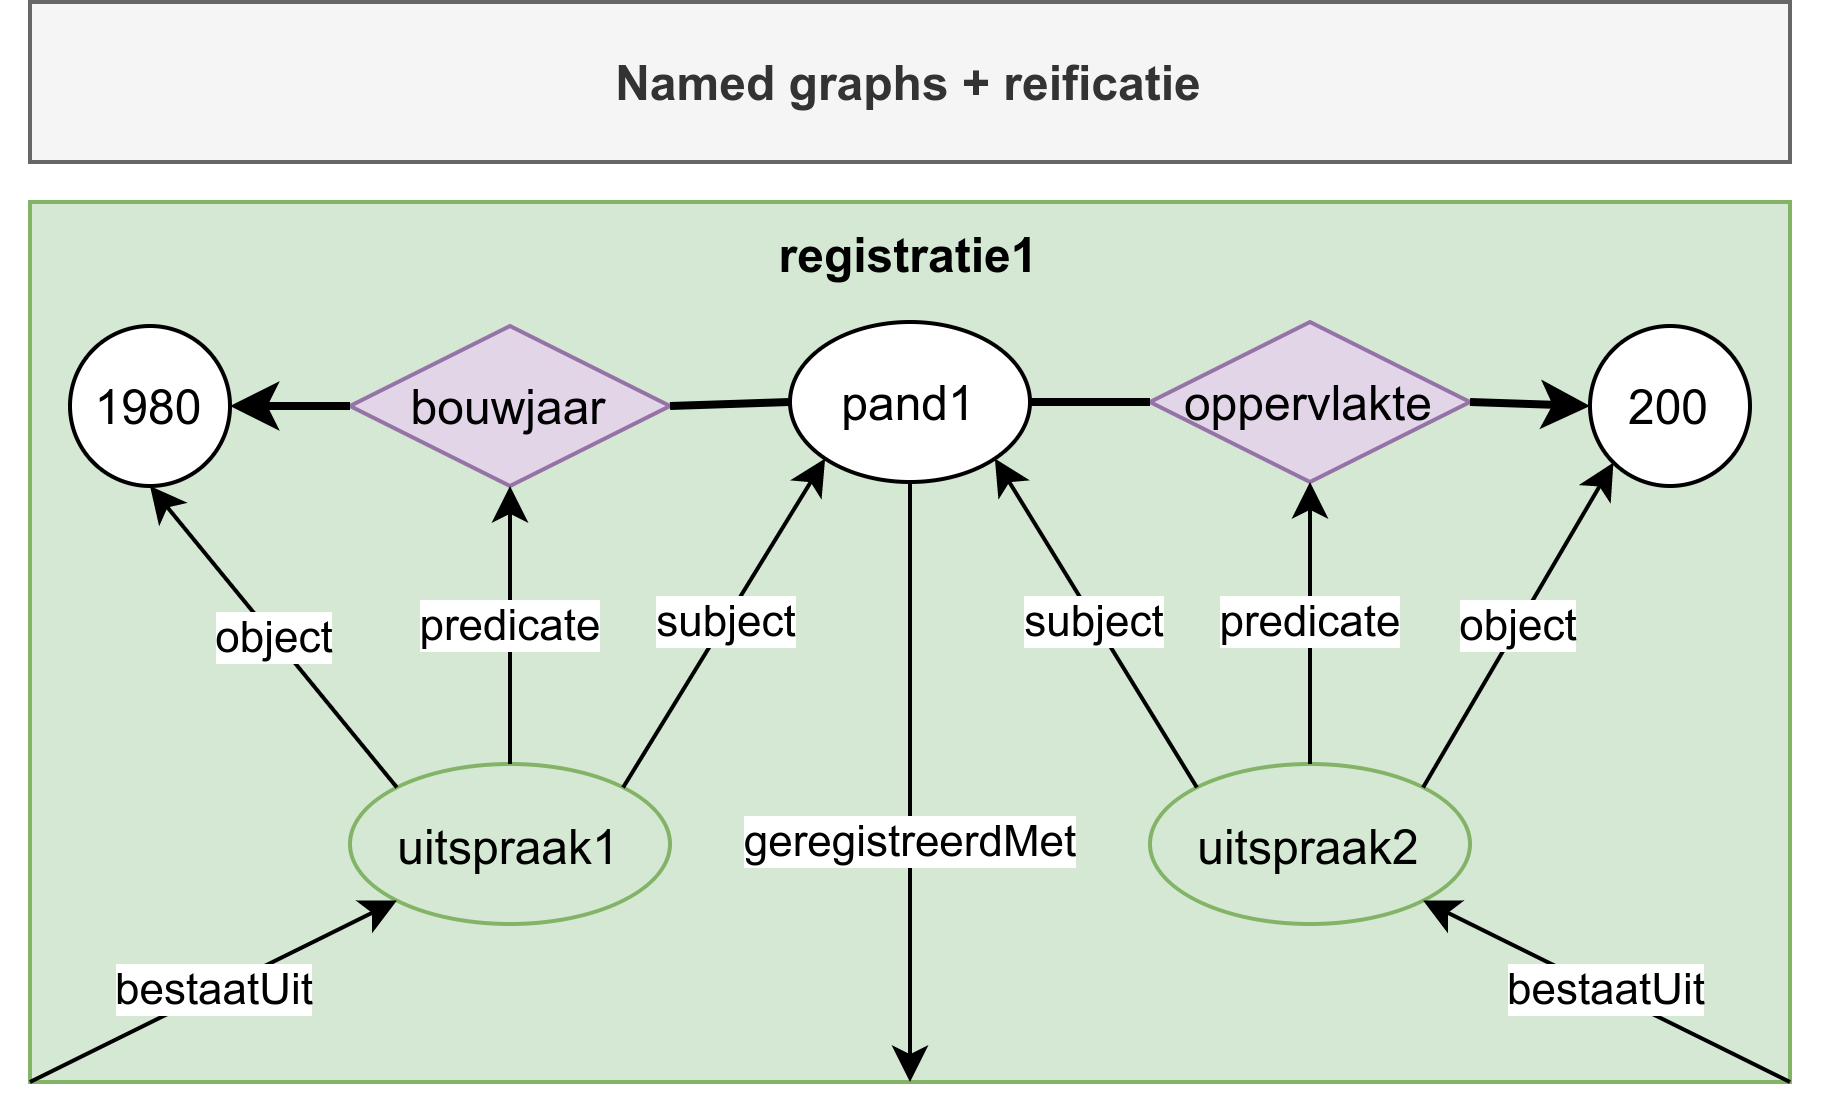 Named graphs + reificatie
registratie1
1980
bouwjaar
pand1
oppervlakte
200
object
predicate
subject
subject
predicate
object
uitspraak1
geregistreerdMet
uitspraak2
bestaatUit
bestaatUit